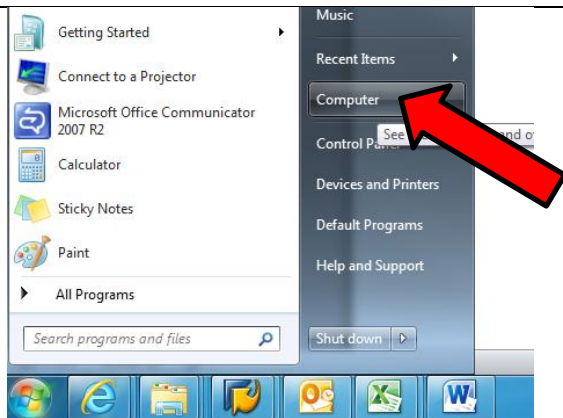 Getting Started
Connect to a Projector
Microsoft Office Communicator
2007 R2
Calculator
Sticky Notes
Paint
All Programs
Search programs and files
Music
Recent Items
Computer
See
Control
Devices and Printers
Default Programs
Help and Support
Shut down